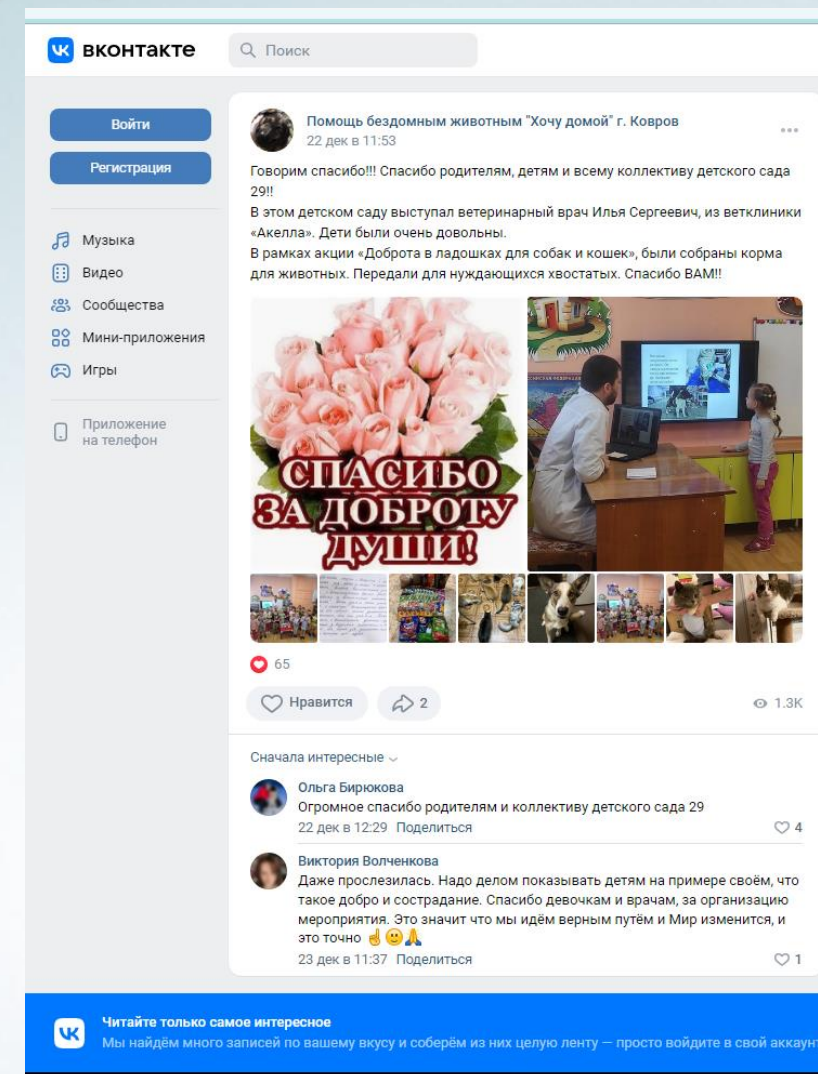 вконтакте
Поиск
Войти
Регистрация
Музыка
Видео
Сообщества
Мини-приложения
Игры
Приложение
на телефон
Помощь бездомным животным "Хочу домой" г. Ковров
22 дек в 11:53
Говорим спасибо!!! Спасибо родителям, детям и всему коллективу детского сада
29!!
В этом детском саду выступал ветеринарный врач Илья Сергеевич, из ветклиники
«Акелла». Дети были очень довольны.
В рамках акции «Доброта в ладошках для собак и кошек», были собраны корма
для животных. Передали для нуждающихся хвостатых. Спасибо ВАМ!!
СПАСИБО
ЗА ДОБРОТУ
ДУШИ!
65
Нравится
2
1.3K
Сначала интересные
Ольга Бирюкова
Огромное спасибо родителям и коллективу детского сада 29
22 дек в 12:29 Поделиться
4
Виктория Волченкова
Даже прослезилась. Надо делом показывать детям на примере своём, что
такое добро и сострадание. Спасибо девочкам и врачам, за организацию
мероприятия. Это значит что мы идём верным путём и Мир изменится, и
это точно ☝️🙂🙏
23 дек в 11:37 Поделиться
1
Читайте только самое интересное
Мы найдём много записей по вашему вкусу и соберём из них целую ленту — просто войдите в свой аккаунт